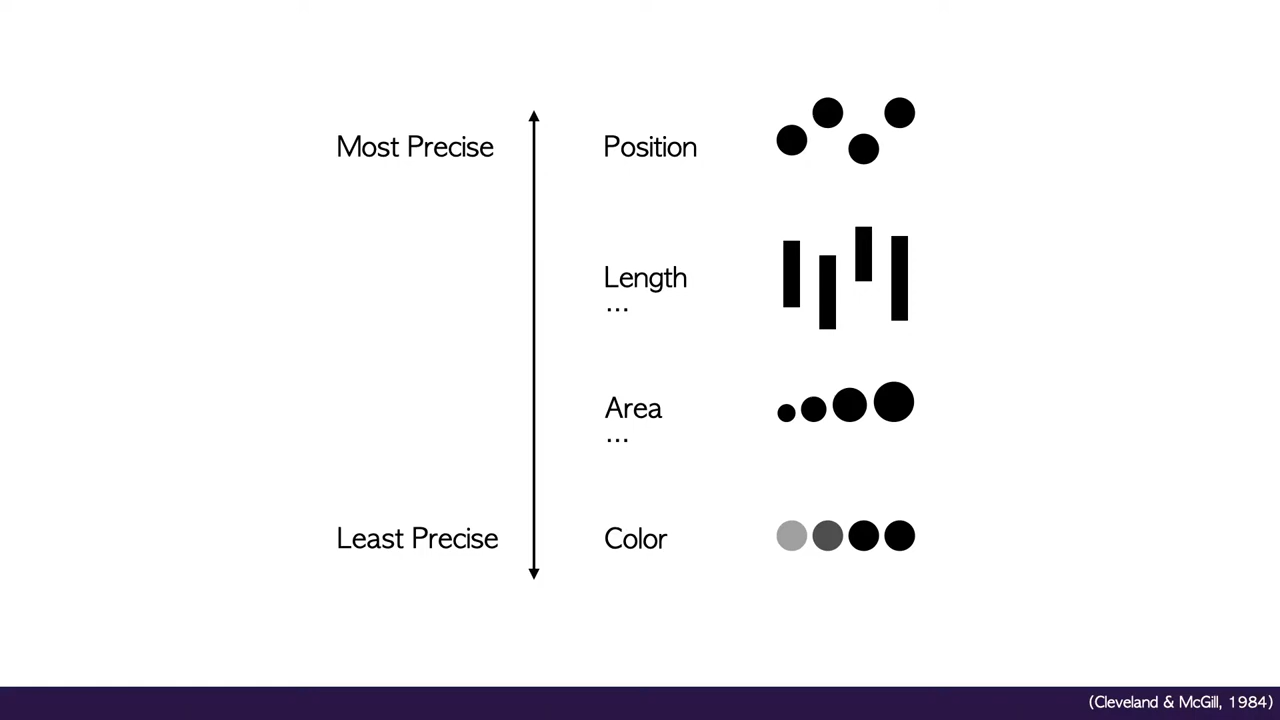 Most Precise
Position
Length
...
Area
...
Least Precise
Color
(Cleveland & McGill, 1984)